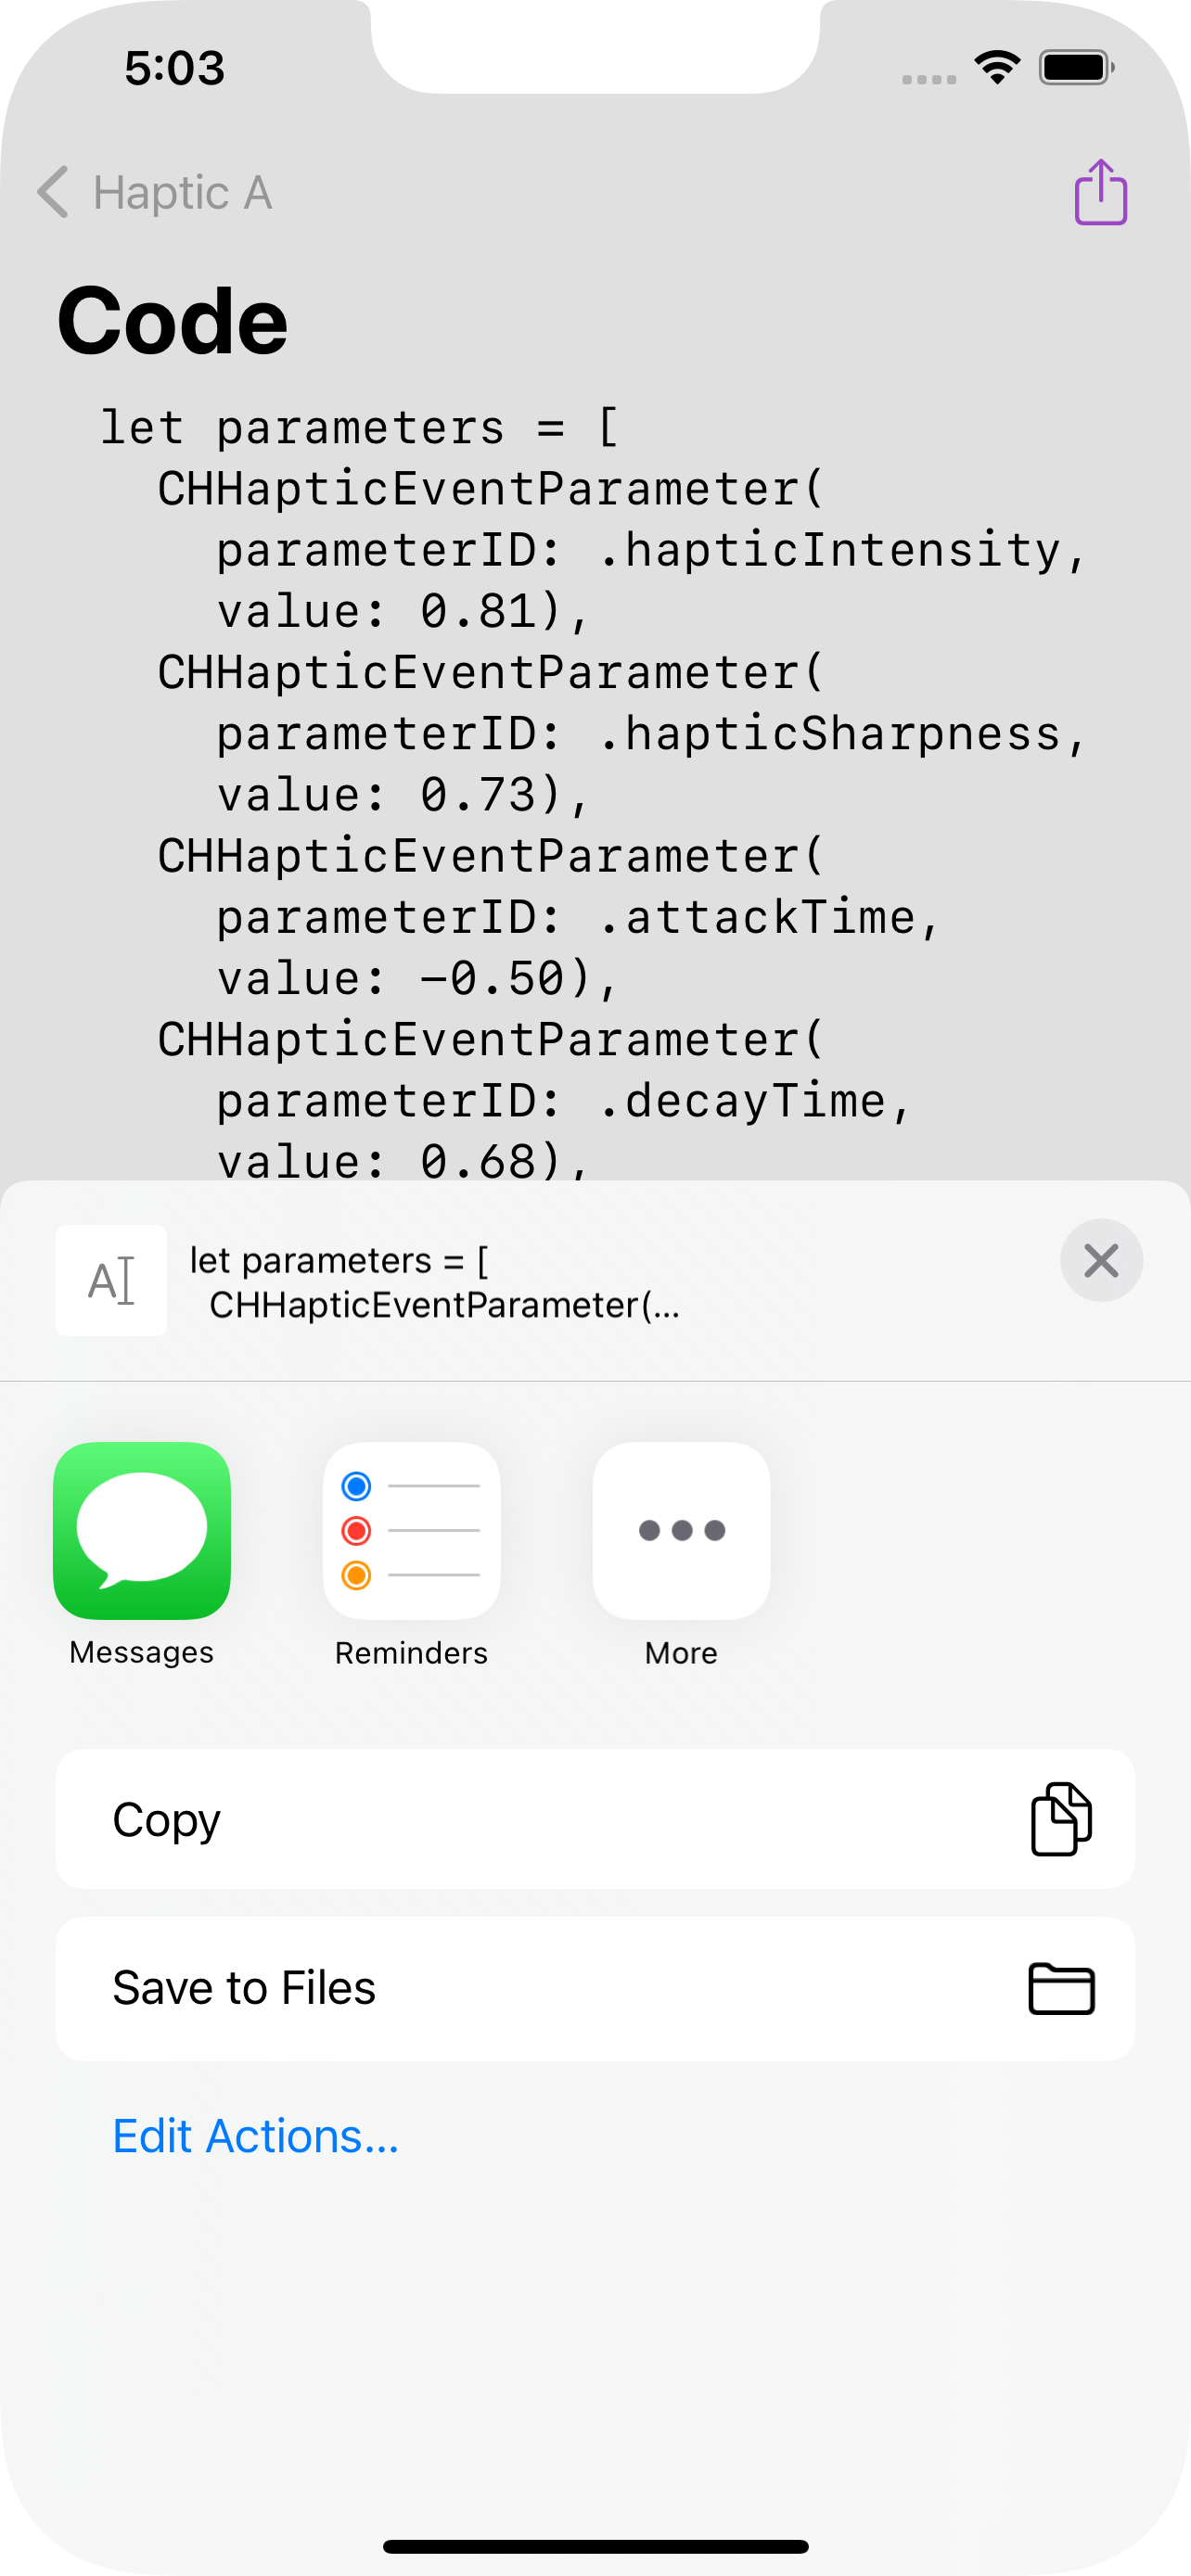 5:03
Haptic A
Code
let parameters = [
  CHHapticEventParameter(
    parameterID: .hapticIntensity,
    value: 0.81),
  CHHapticEventParameter(
    parameterID: .hapticSharpness,
    value: 0.73),
  CHHapticEventParameter(
    parameterID: .attackTime,
    value: -0.50),
  CHHapticEventParameter(
    parameterID: .decayTime,
    value: 0.68),
let parameters = [
  CHHapticEventParameter(...
Messages
Reminders
More
Copy
Save to Files
Edit Actions...